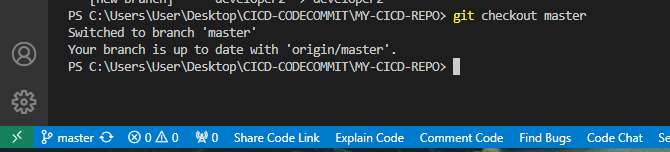 [new branch] developer2 -> developer2
PS C:\Users\User\Desktop\CICD-CODECOMMIT\MY-CICD-REPO> git checkout master
Switched to branch 'master'
Your branch is up to date with 'origin/master'.
PS C:\Users\User\Desktop\CICD-CODECOMMIT\MY-CICD-REPO>
master 0 0 0 Share Code Link Explain Code Comment Code Find Bugs Code Chat Se